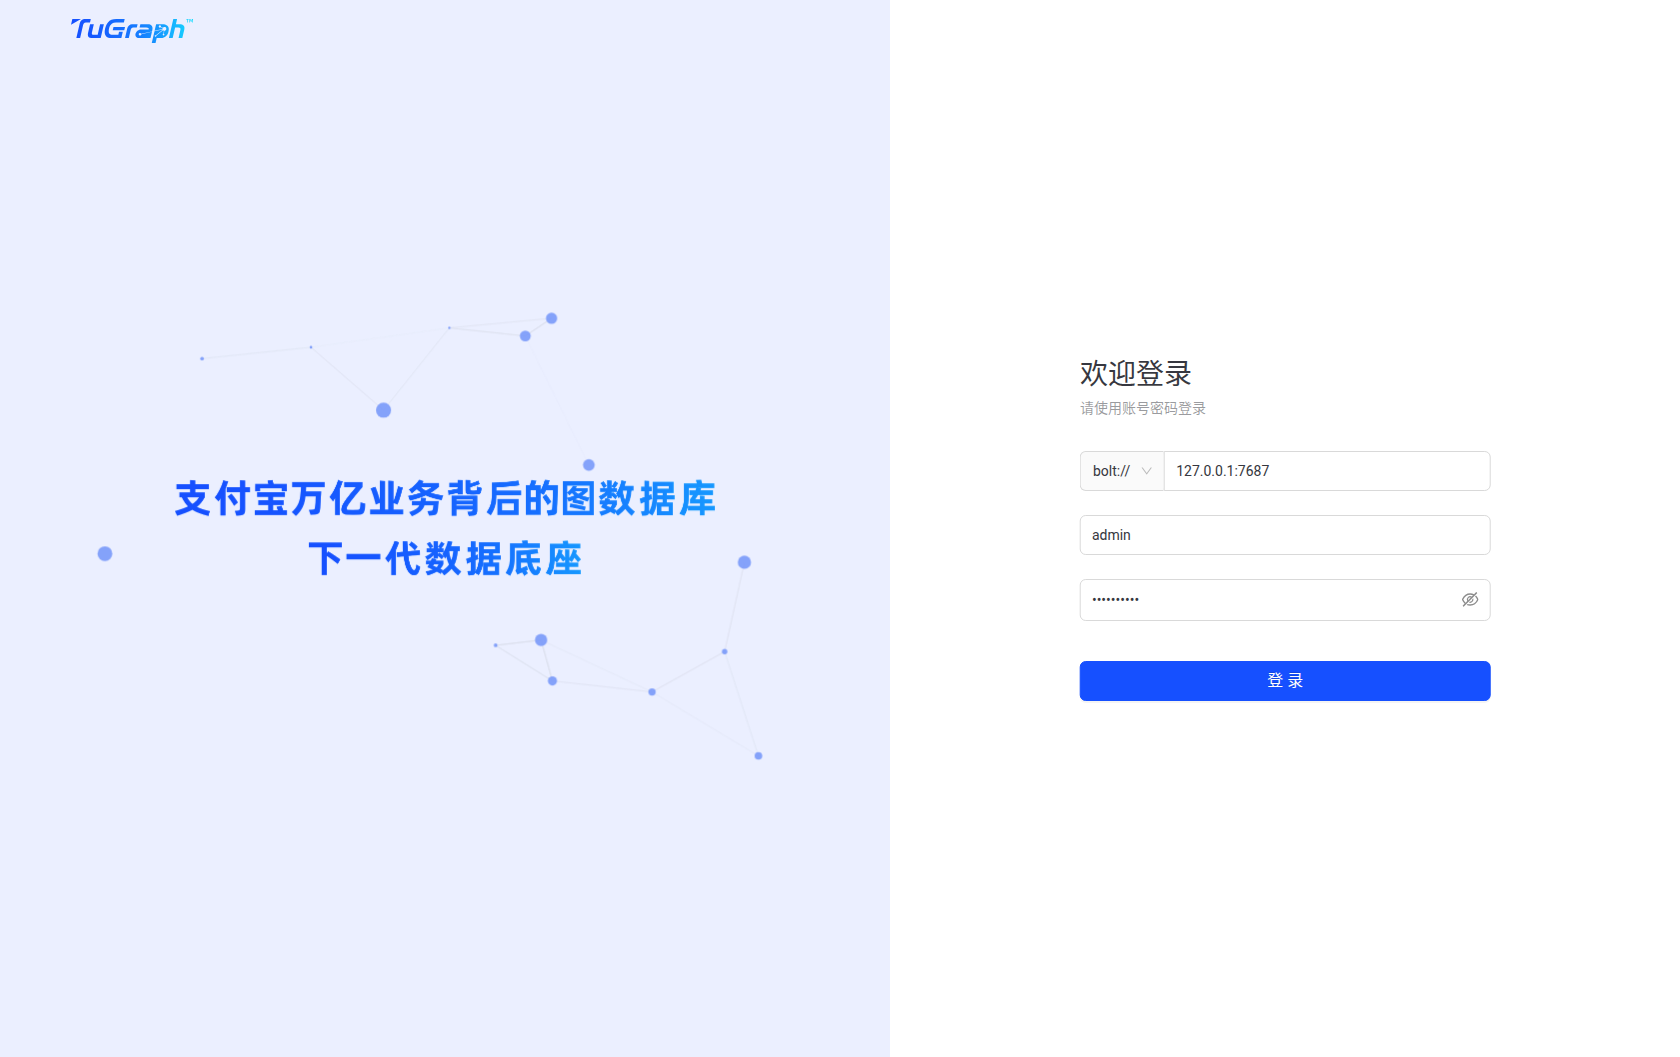 TuGraph™
支付宝万亿业务背后的图数据库
下一代数据底座
欢迎登录
请使用账号密码登录
bolt:// 127.0.0.1:7687
admin
••••••••••
登 录